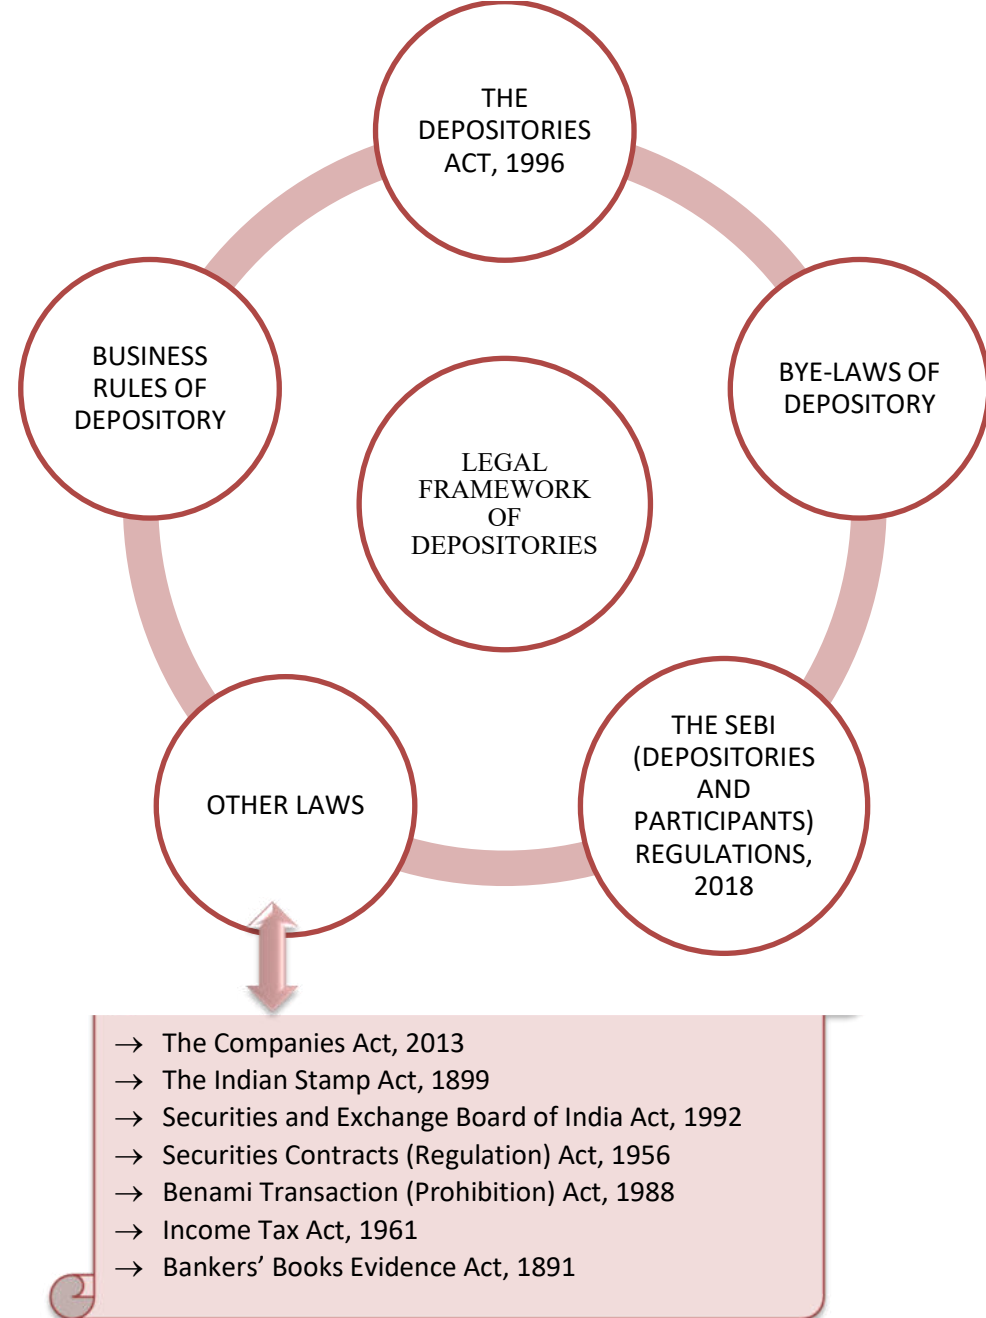 THE
DEPOSITORIES
ACT, 1996
BUSINESS
RULES OF
DEPOSITORY
BYE-LAWS OF
DEPOSITORY
LEGAL
FRAMEWORK
OF
DEPOSITORIES
OTHER LAWS
THE SEBI
(DEPOSITORIES
AND
PARTICIPANTS)
REGULATIONS,
2018
→ The Companies Act, 2013
→ The Indian Stamp Act, 1899
→ Securities and Exchange Board of India Act, 1992
→ Securities Contracts (Regulation) Act, 1956
→ Benami Transaction (Prohibition) Act, 1988
→ Income Tax Act, 1961
→ Bankers’ Books Evidence Act, 1891